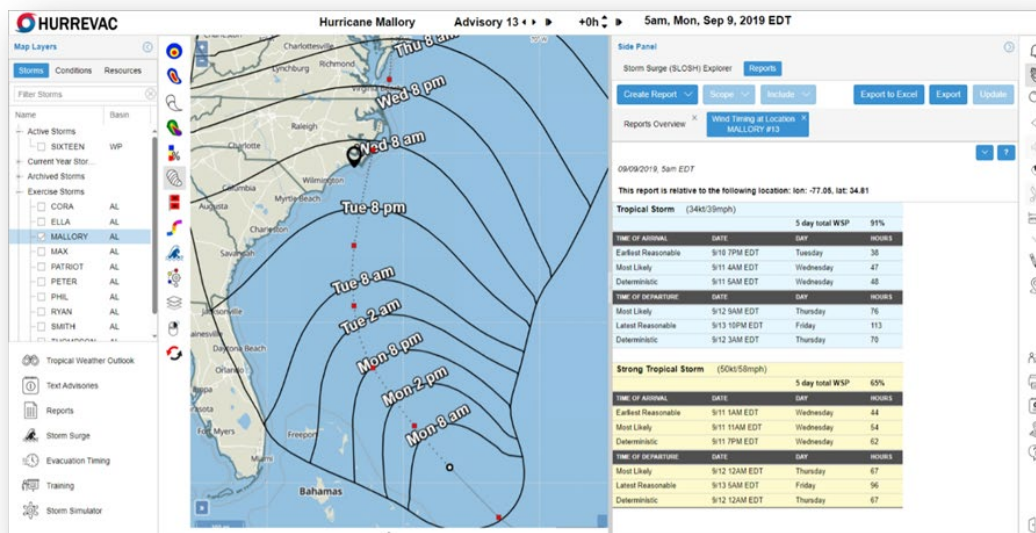 HURREVAC
Hurricane Mallory
Advisory 13
+0h
5am, Mon, Sep 9, 2019 EDT
Map Layers
Storms Conditions Resources
Filter Storms
Name Basin
Active Storms
SIXTEEN WP
Current Year Stor...
Archived Storms
Exercise Storms
CORA AL
ELLA AL
MALLORY AL
MAX AL
PATRIOT AL
PETER AL
PHIL AL
RYAN AL
SMITH AL
THOMPSON AL
Tropical Weather Outlook
Text Advisories
Reports
Storm Surge
Evacuation Timing
Training
Storm Simulator
Charlottesville
Lynchburg
Richmond
Thu 8 am
Wed 8 pm
Raleigh
Charlotte
Wed 8 am
Wilmington
Columbia
Myrtle Beach
Augusta
Tue 8 pm
Charleston
Savannah
Tue 8 am
Jacksonville
ainesville
Tue 2 am
Daytona Beach
Orlando
Mon 8 pm
Mon 2 pm
Mon 8 am
Fort Myers
Freeport
Miami
Bahamas
Side Panel
Storm Surge (SLOSH) Explorer Reports
Create Report Scope Include Export to Excel Export Update
Reports Overview
Wind Timing at Location
MALLORY #13
09/09/2019, 5am EDT
This report is relative to the following location: lon: -77.05, lat: 34.81
Tropical Storm (34kt/39mph)
5 day total WSP 91%
TIME OF ARRIVAL DATE DAY HOURS
Earliest Reasonable 9/10 7PM EDT Tuesday 38
Most Likely 9/11 4AM EDT Wednesday 47
Deterministic 9/11 5AM EDT Wednesday 48
TIME OF DEPARTURE DATE DAY HOURS
Most Likely 9/12 9AM EDT Thursday 76
Latest Reasonable 9/13 10PM EDT Friday 113
Deterministic 9/12 3AM EDT Thursday 70
Strong Tropical Storm (50kt/58mph)
5 day total WSP 65%
TIME OF ARRIVAL DATE DAY HOURS
Earliest Reasonable 9/11 1AM EDT Wednesday 44
Most Likely 9/11 11AM EDT Wednesday 54
Deterministic 9/11 7PM EDT Wednesday 62
TIME OF DEPARTURE DATE DAY HOURS
Most Likely 9/12 12AM EDT Thursday 67
Latest Reasonable 9/13 5AM EDT Friday 96
Deterministic 9/12 12AM EDT Thursday 67